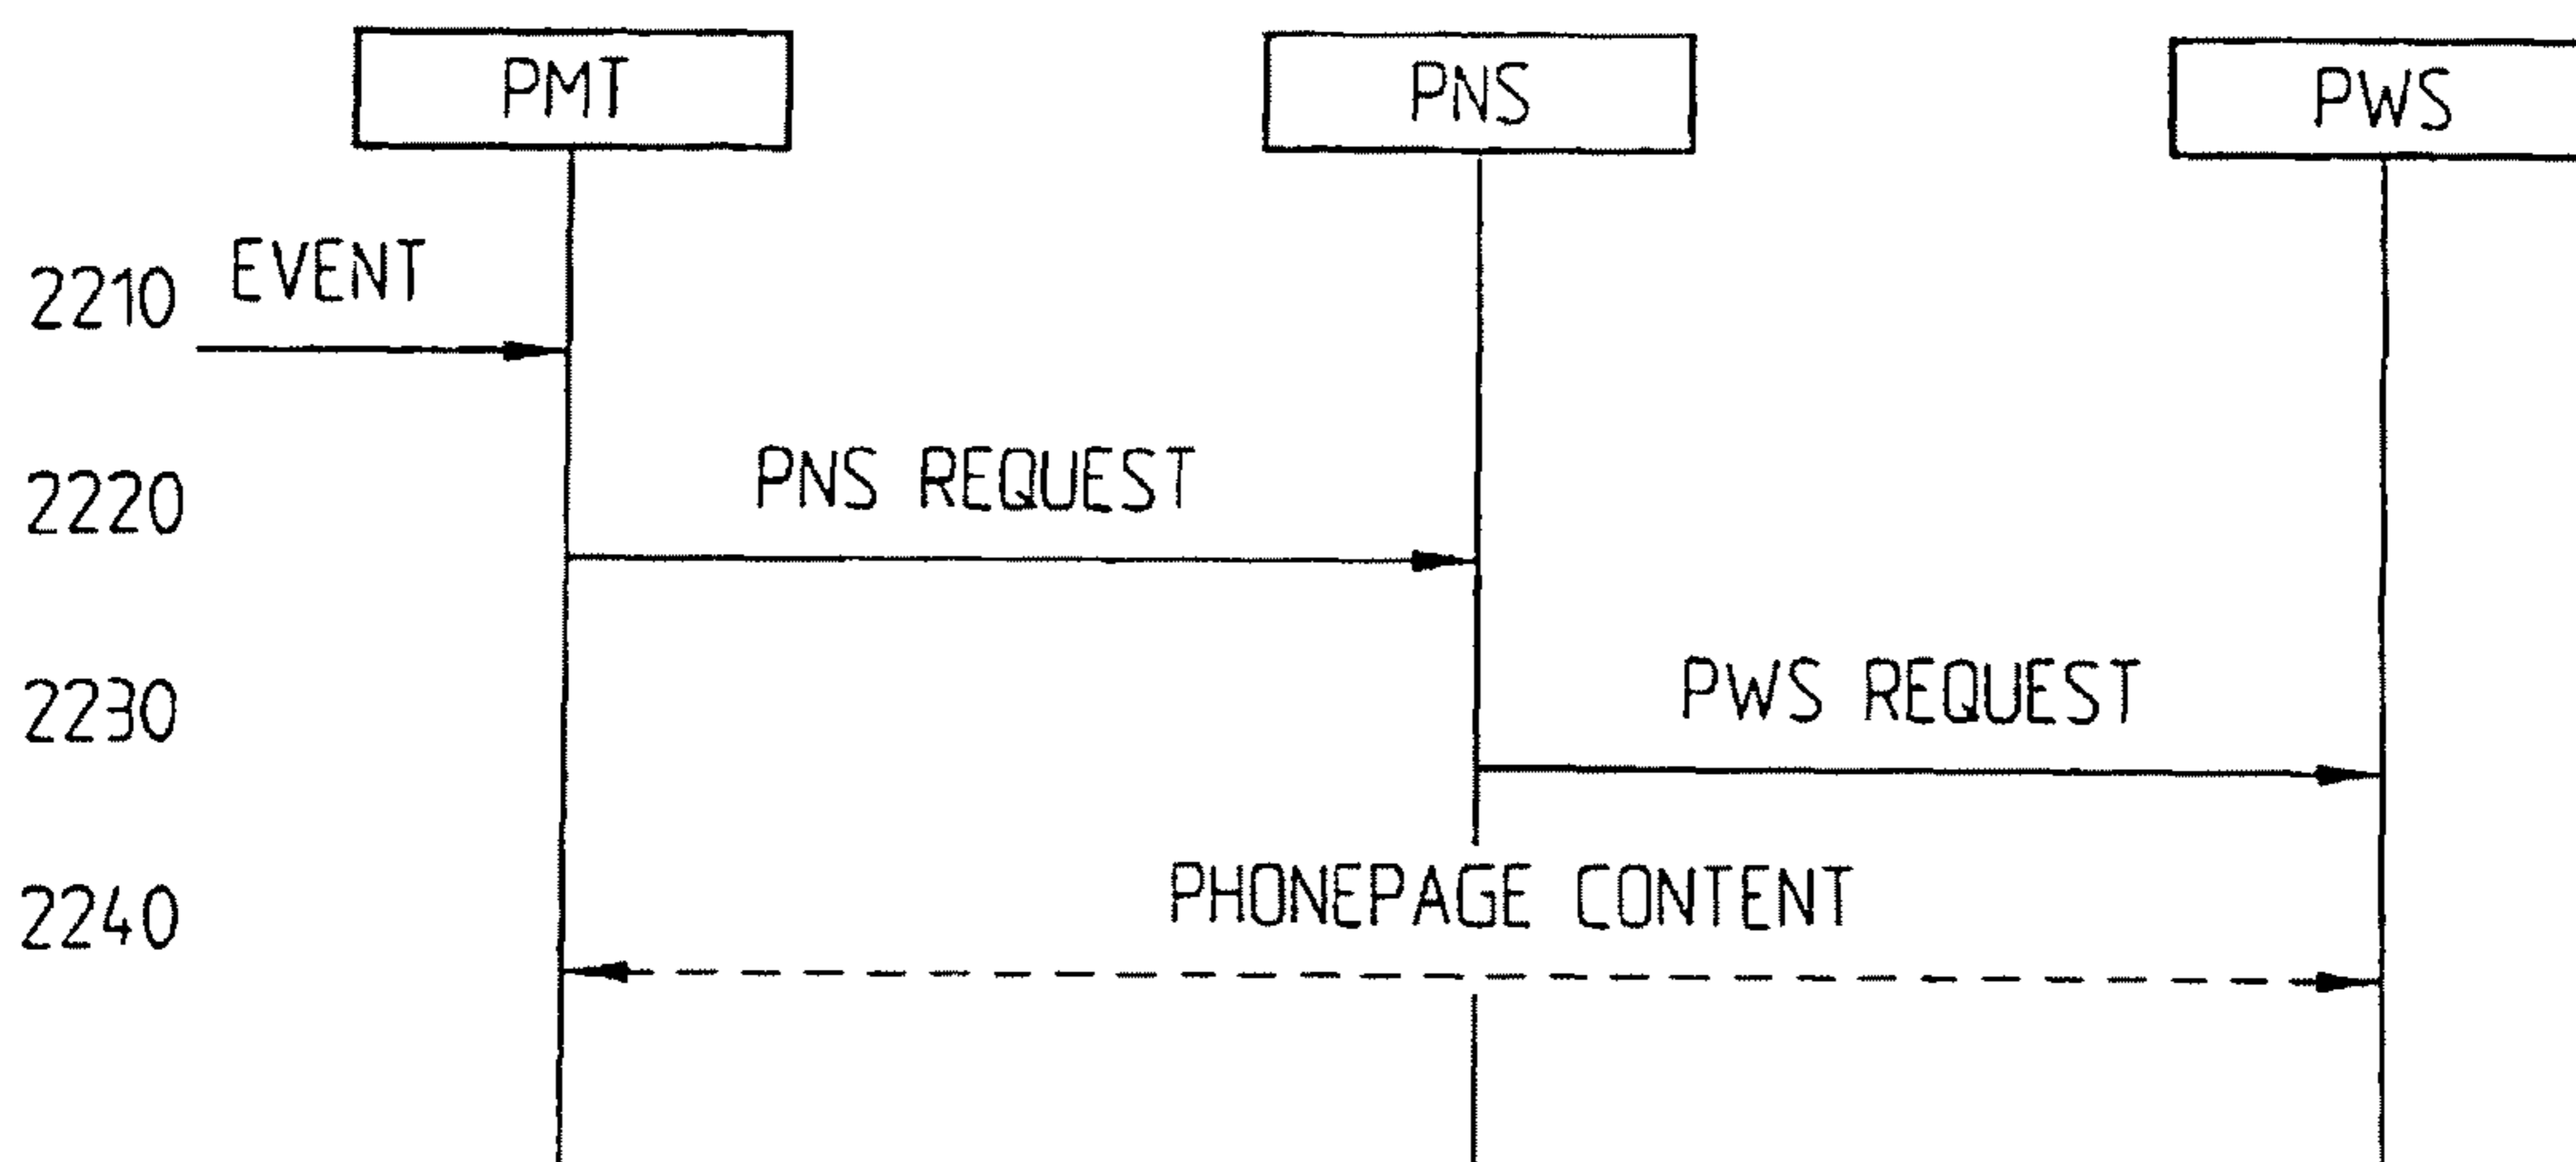 PMT PNS PWS
2210 EVENT
2220 PNS REQUEST
2230 PWS REQUEST
2240 PHONEPAGE CONTENT